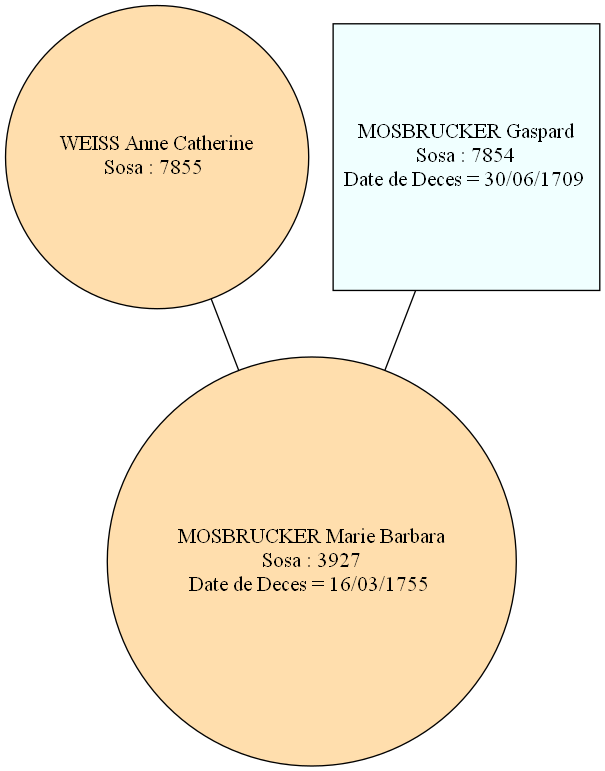 WEISS Anne Catherine
Sosa : 7855
MOSBRUCKER Gaspard
Sosa : 7854
Date de Deces = 30/06/1709
MOSBRUCKER Marie Barbara
Sosa : 3927
Date de Deces = 16/03/1755